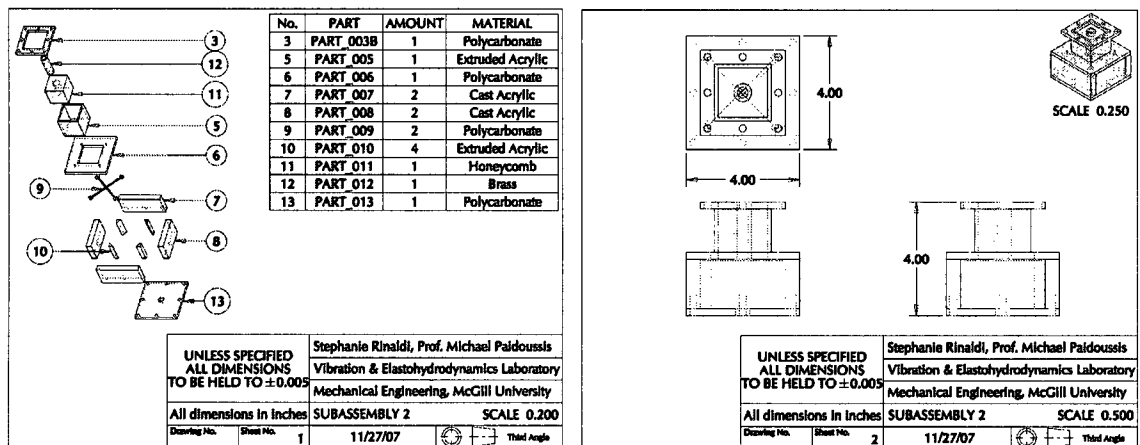 No. PART AMOUNT MATERIAL
3 PART_003B 1 Polycarbonate
5 PART_005 1 Extruded Acrylic
6 PART_006 1 Polycarbonate
7 PART_007 2 Cast Acrylic
8 PART_008 2 Cast Acrylic
9 PART_009 2 Polycarbonate
10 PART_010 4 Extruded Acrylic
11 PART_011 1 Honeycomb
12 PART_012 1 Brass
13 PART_013 1 Polycarbonate
3
12
11
5
6
9
7
8
10
13
UNLESS SPECIFIED
ALL DIMENSIONS
TO BE HELD TO ±0.005
Stephanie Rinaldi, Prof. Michael Paidoussis
Vibration & Elastohydrodynamics Laboratory
Mechanical Engineering, McGill University
All dimensions in inches SUBASSEMBLY 2 SCALE 0.200
Drawing No. Sheet No. 1 11/27/07 Third Angle
4.00
4.00
SCALE 0.250
4.00
UNLESS SPECIFIED
ALL DIMENSIONS
TO BE HELD TO ±0.005
Stephanie Rinaldi, Prof. Michael Paidoussis
Vibration & Elastohydrodynamics Laboratory
Mechanical Engineering, McGill University
All dimensions in inches SUBASSEMBLY 2 SCALE 0.500
Drawing No. Sheet No. 2 11/27/07 Third Angle